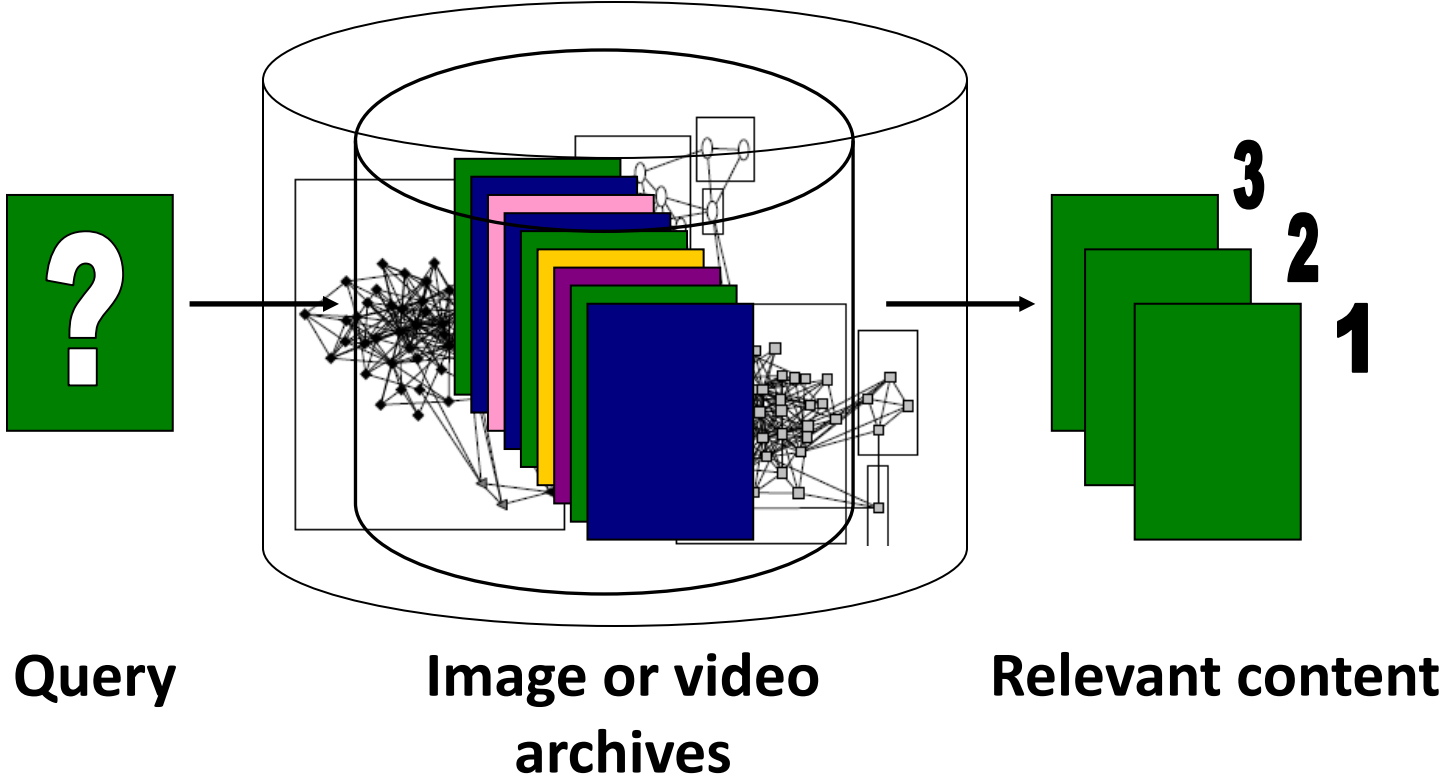 ?
3
2
1
Query
Image or video
archives
Relevant content